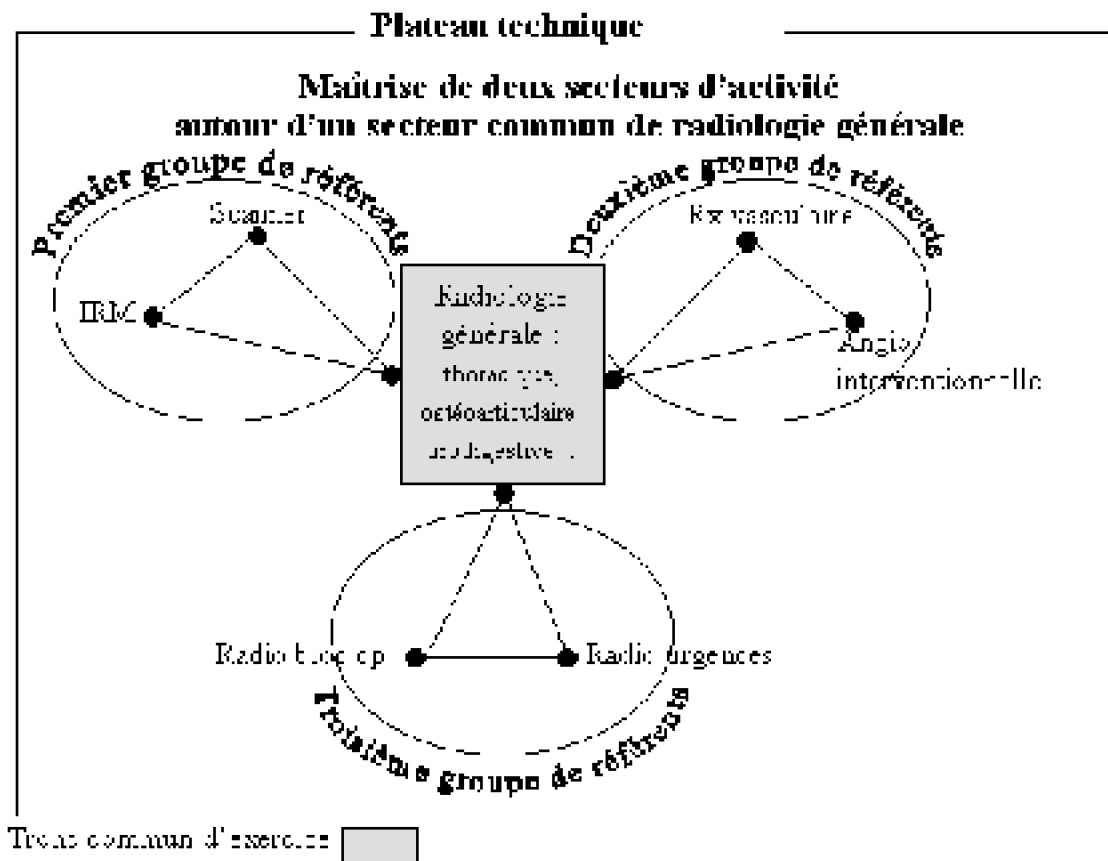 Plateau technique
Maîtrise de deux secteurs d'activité
autour d'un secteur commun de radiologie générale
Premier groupe de référents
Deuxième groupe de référents
Scanner
Rx vasculaire
IRM
Radiologie
générale :
thoracique,
ostéoarticulaire
Angio
interventionnelle
Radio bloc op
Radio urgences
Troisième groupe de référents
Tronc commun d'exercice